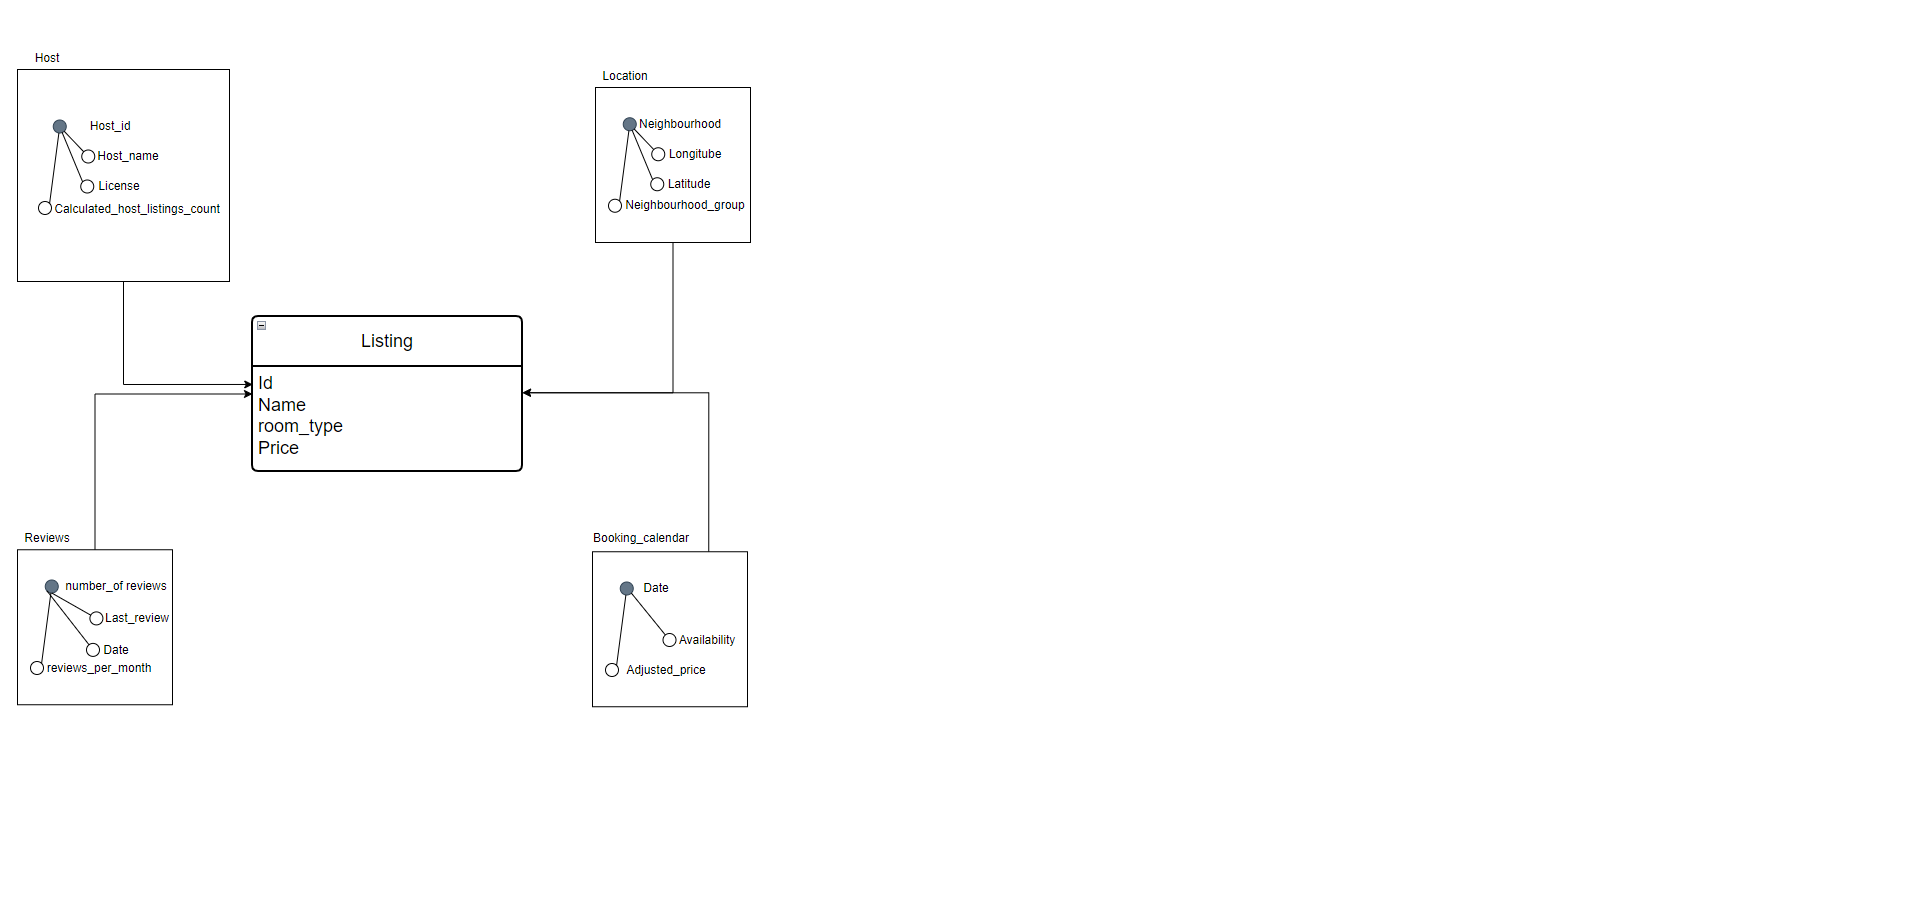 Host
Host_id
Host_name
License
Calculated_host_listings_count
Location
Neighbourhood
Longitube
Latitude
Neighbourhood_group
Listing
Id
Name
room_type
Price
Reviews
number_of reviews
Last_review
Date
reviews_per_month
Booking_calendar
Date
Availability
Adjusted_price